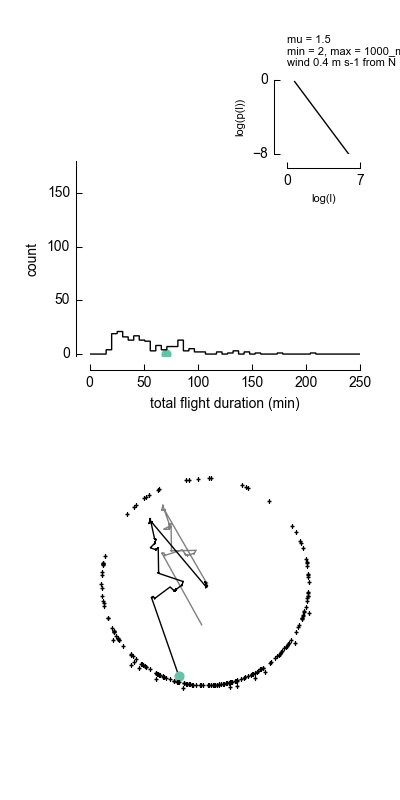 mu = 1.5
min = 2, max = 1000_m
wind 0.4 m s-1 from N
0
log(p(l))
−8
0
7
log(l)
150
100
50
0
count
0
50
100
150
200
250
total flight duration (min)